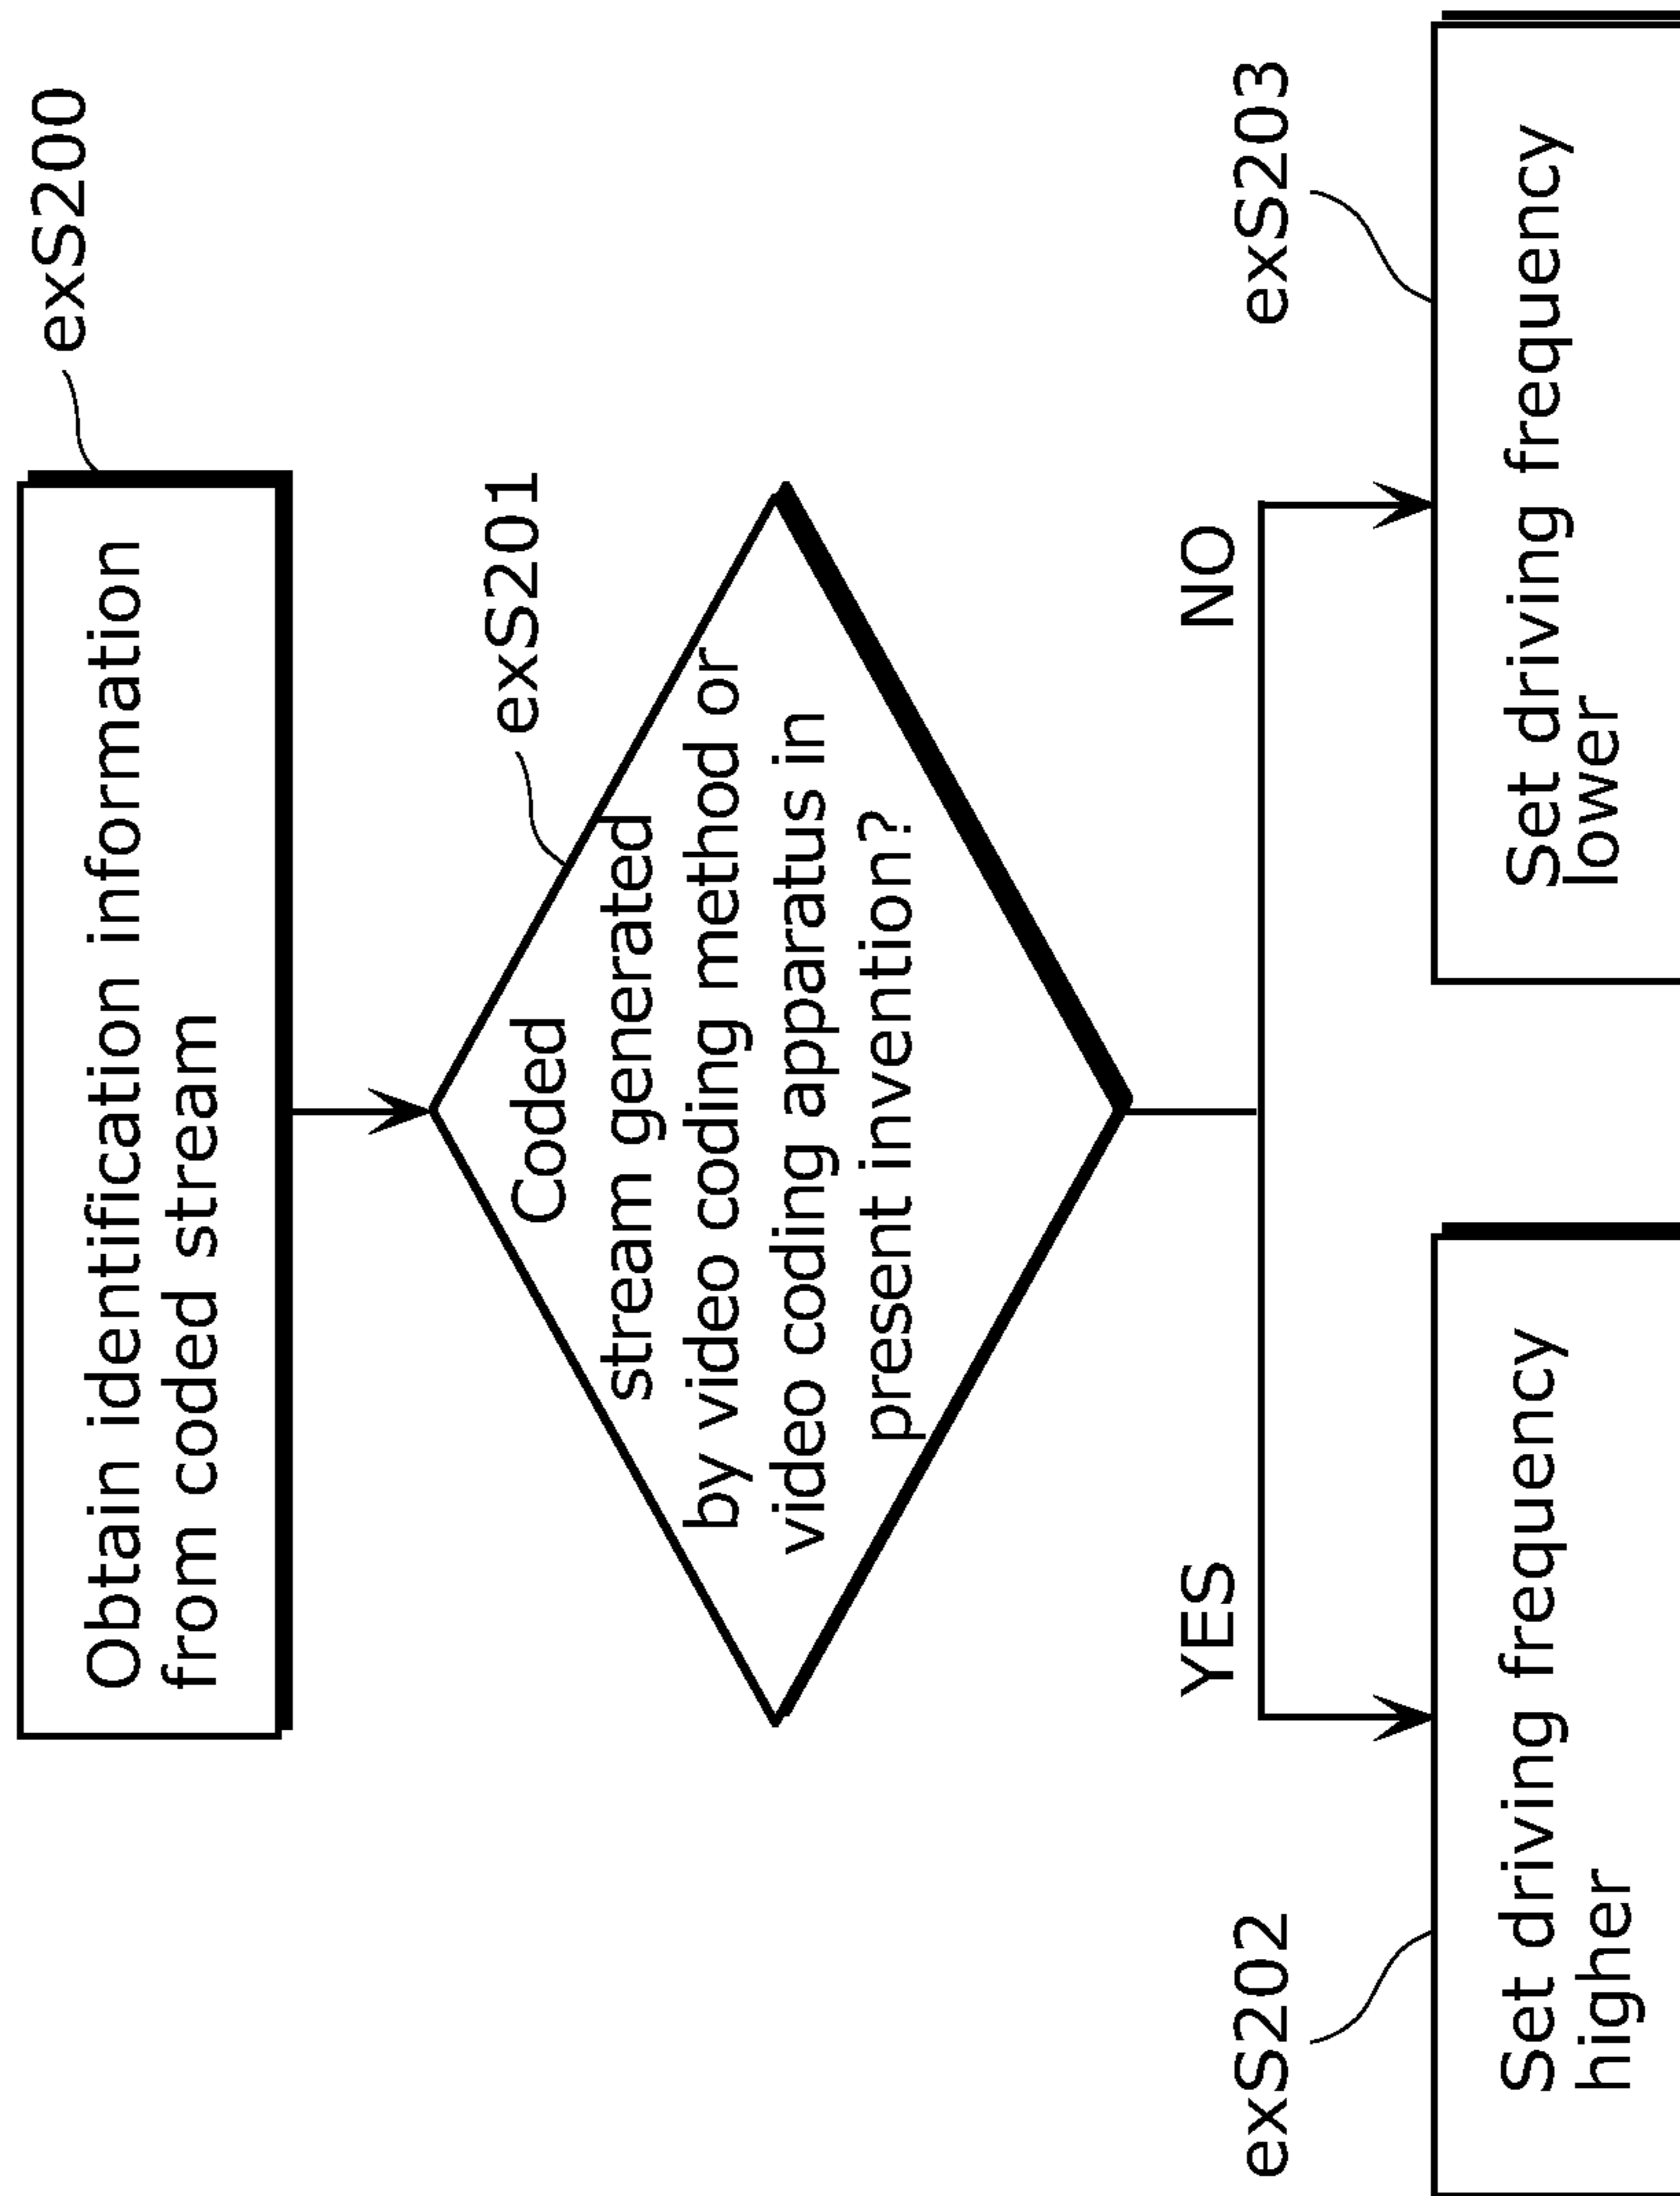 exS200
Obtain identification information
from coded stream
exS201
Coded
stream generated
by video coding method or
video coding apparatus in
present invention?
YES
NO
exS202
exS203
Set driving frequency
higher
Set driving frequency
lower